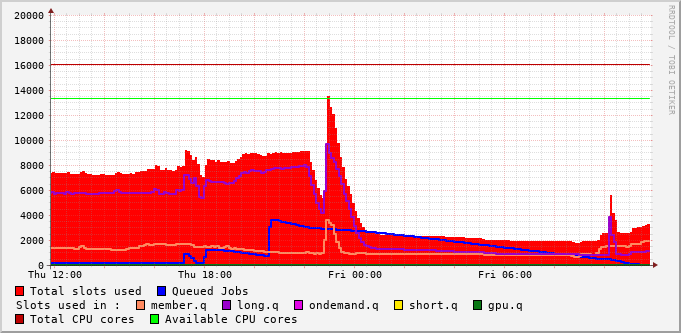 20000
18000
16000
14000
12000
10000
8000
6000
4000
2000
0
Thu 12:00 Thu 18:00 Fri 00:00 Fri 06:00
RRDTOOL / TOBI OETIKER
Total slots used Queued Jobs
Slots used in : member.q long.q ondemand.q short.q gpu.q
Total CPU cores Available CPU cores